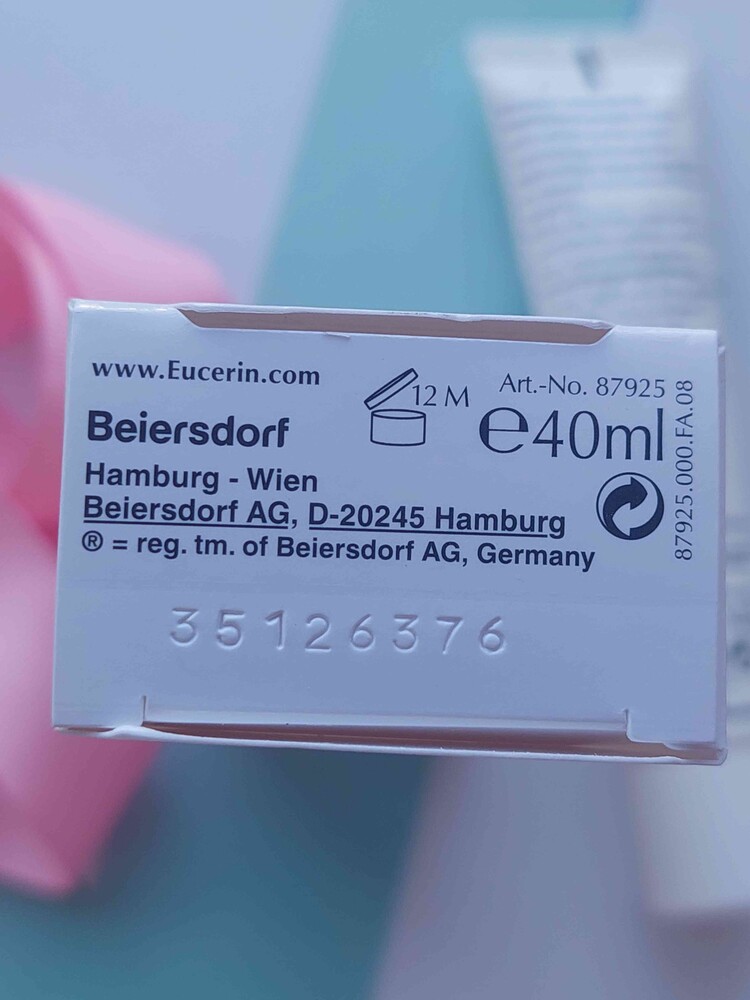 www.Eucerin.com
Beiersdorf
Hamburg - Wien
Beiersdorf AG, D-20245 Hamburg
® = reg. tm. of Beiersdorf AG, Germany
12 M
Art.-No. 87925
℮40ml
87925.000.FA.08
35126376